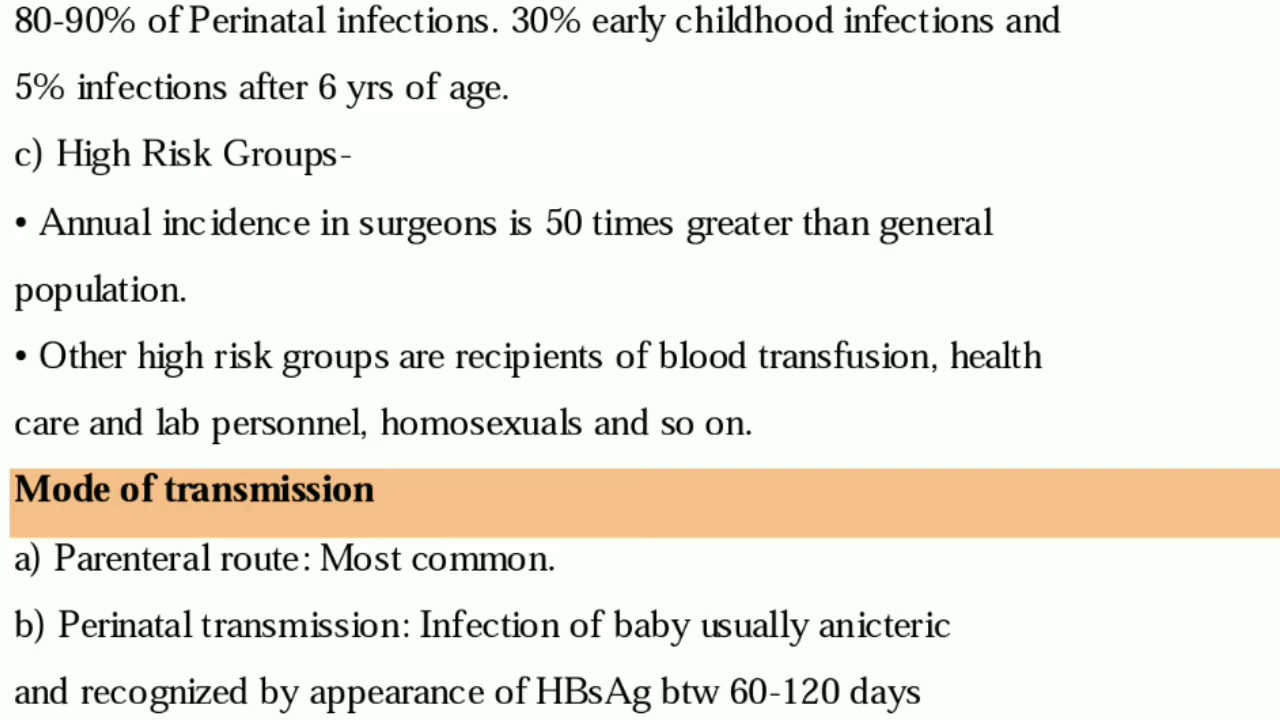 80-90% of Perinatal infections. 30% early childhood infections and
5% infections after 6 yrs of age.
c) High Risk Groups-
• Annual incidence in surgeons is 50 times greater than general
population.
• Other high risk groups are recipients of blood transfusion, health
care and lab personnel, homosexuals and so on.
Mode of transmission
a) Parenteral route: Most common.
b) Perinatal transmission: Infection of baby usually anicteric
and recognized by appearance of HBsAg btw 60-120 days